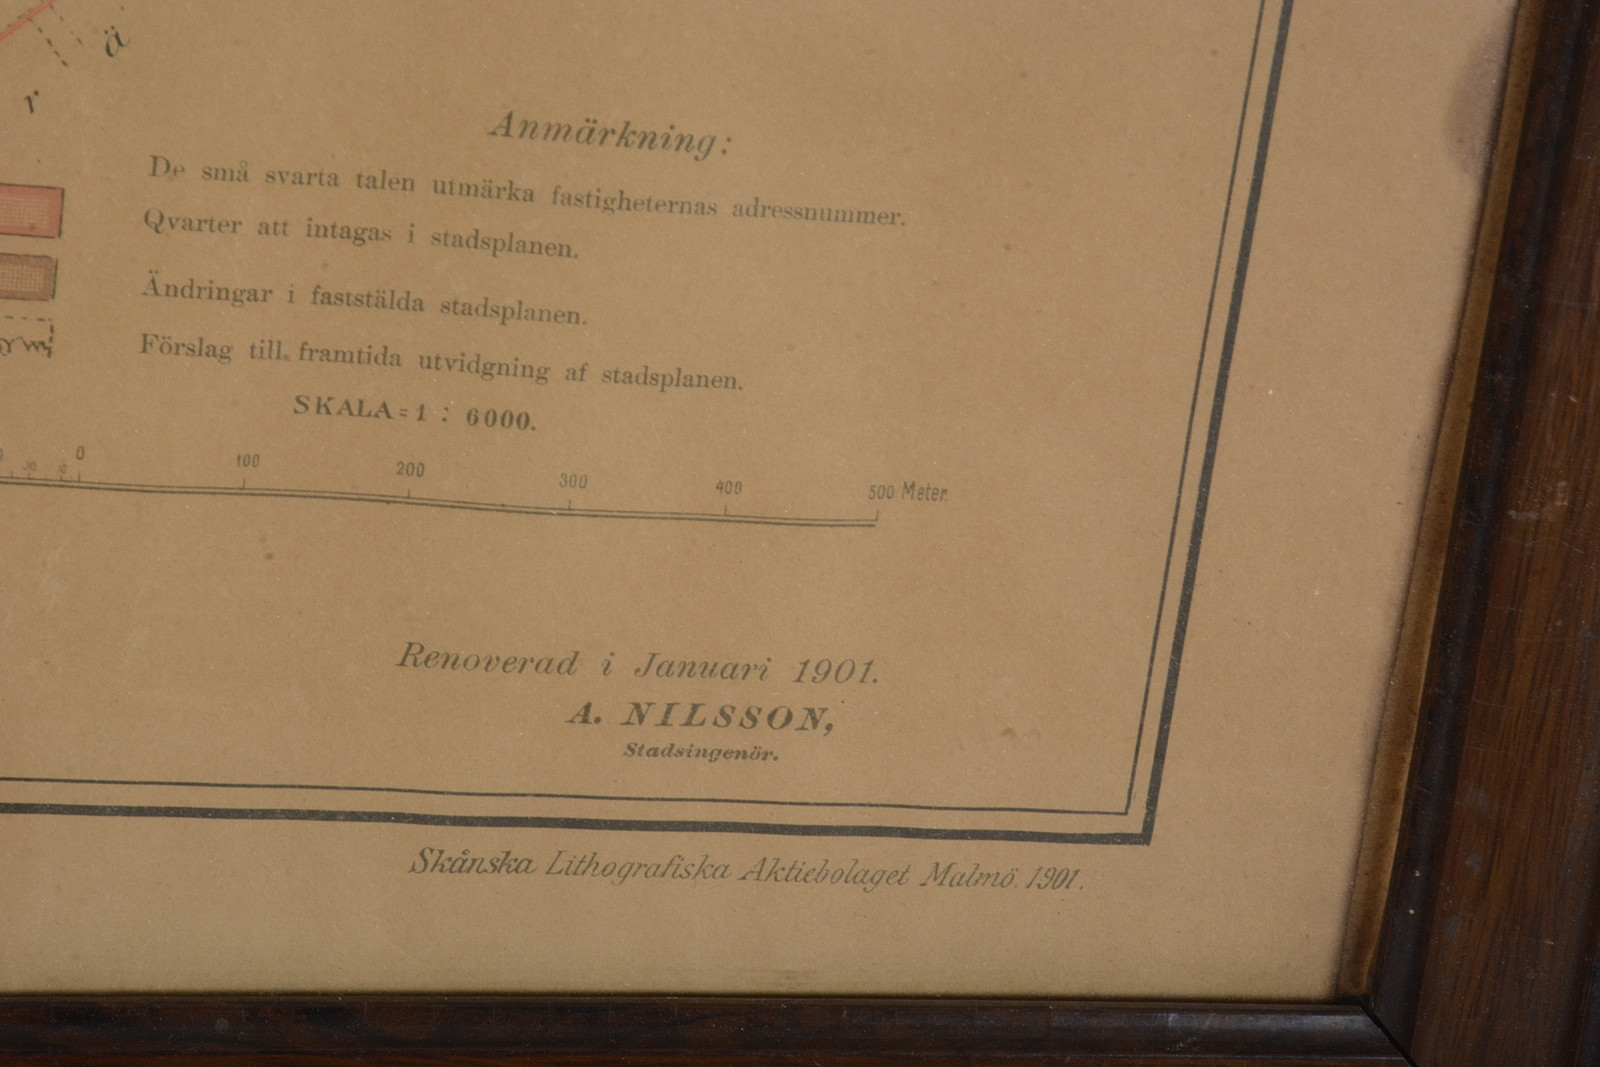 ä
r
Anmärkning:
De små svarta talen utmärka fastigheternas adressnummer.
Qvarter att intagas i stadsplanen.
Ändringar i faststälda stadsplanen.
Förslag till framtida utvidgning af stadsplanen.
SKALA = 1 : 6000.
0 100 200 300 400 500 Meter.
Renoverad i Januari 1901.
A. NILSSON,
Stadsingenör.
Skånska Lithografiska Aktiebolaget Malmö. 1901.